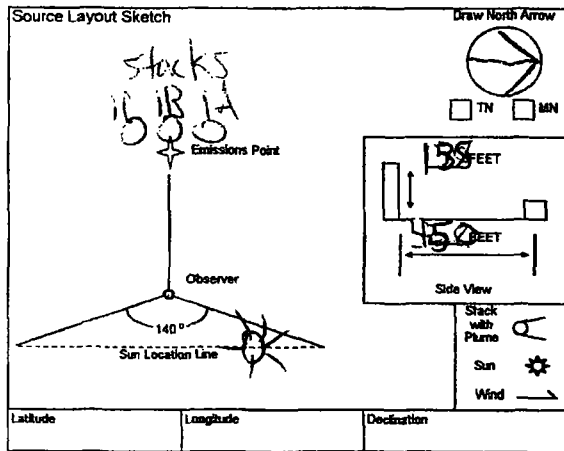 Source Layout Sketch
Draw North Arrow
stacks
1B 1A
Emissions Point
TN MN
FEET
FEET
Side View
Observer
140°
Sun Location Line
Stack with Plume
Sun
Wind
Latitude Longitude Declination